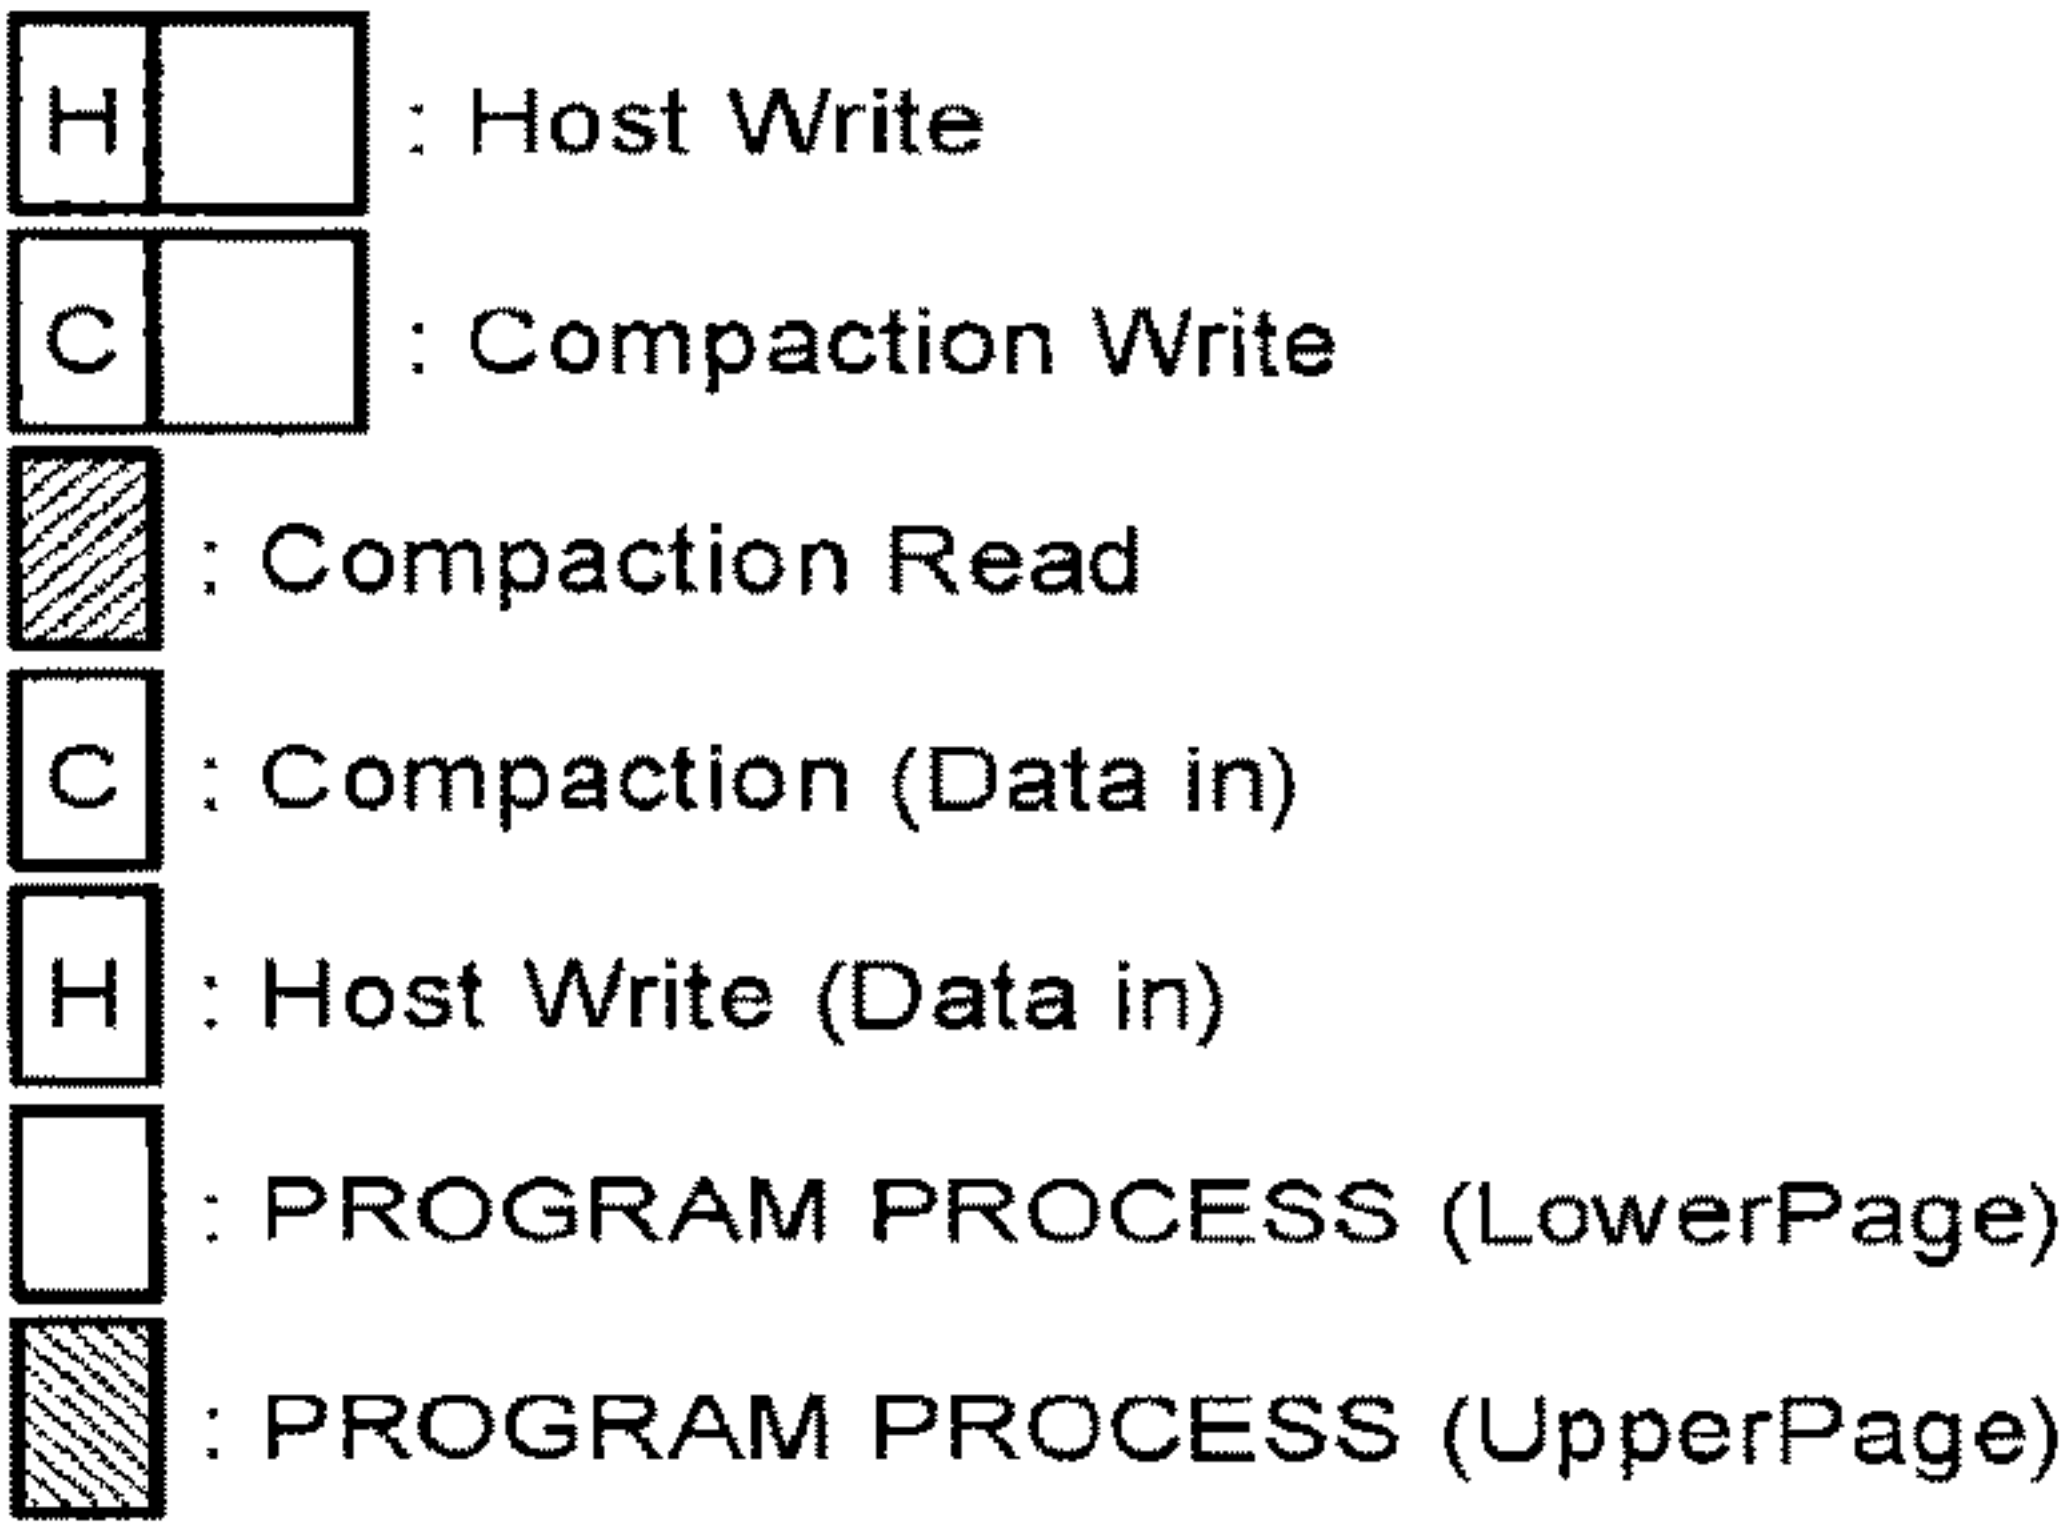 H : Host Write
C : Compaction Write
: Compaction Read
C : Compaction (Data in)
H : Host Write (Data in)
: PROGRAM PROCESS (LowerPage)
: PROGRAM PROCESS (UpperPage)